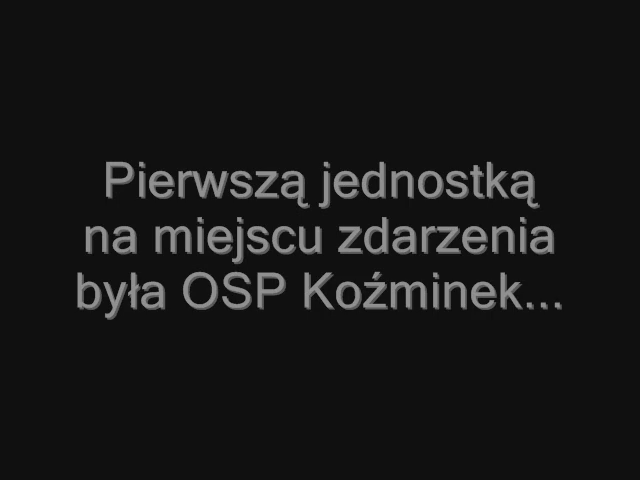 Pierwszą jednostką
na miejscu zdarzenia
była OSP Koźminek...